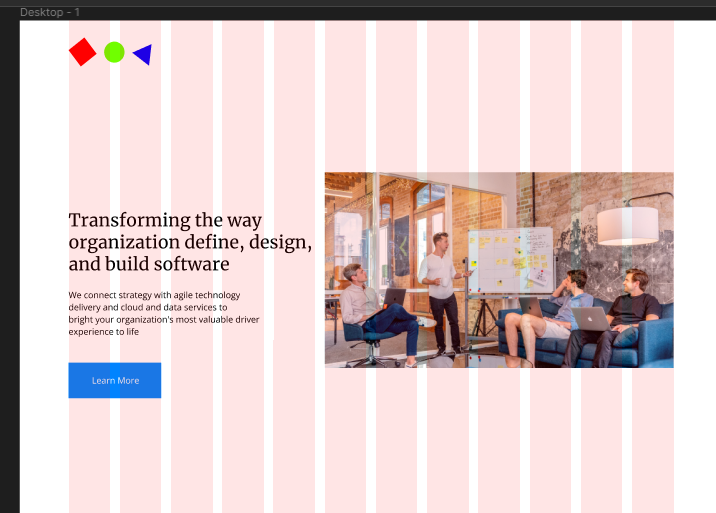 Desktop - 1
Transforming the way
organization define, design,
and build software
We connect strategy with agile technology
delivery and cloud and data services to
bright your organization's most valuable driver
experience to life
Learn More